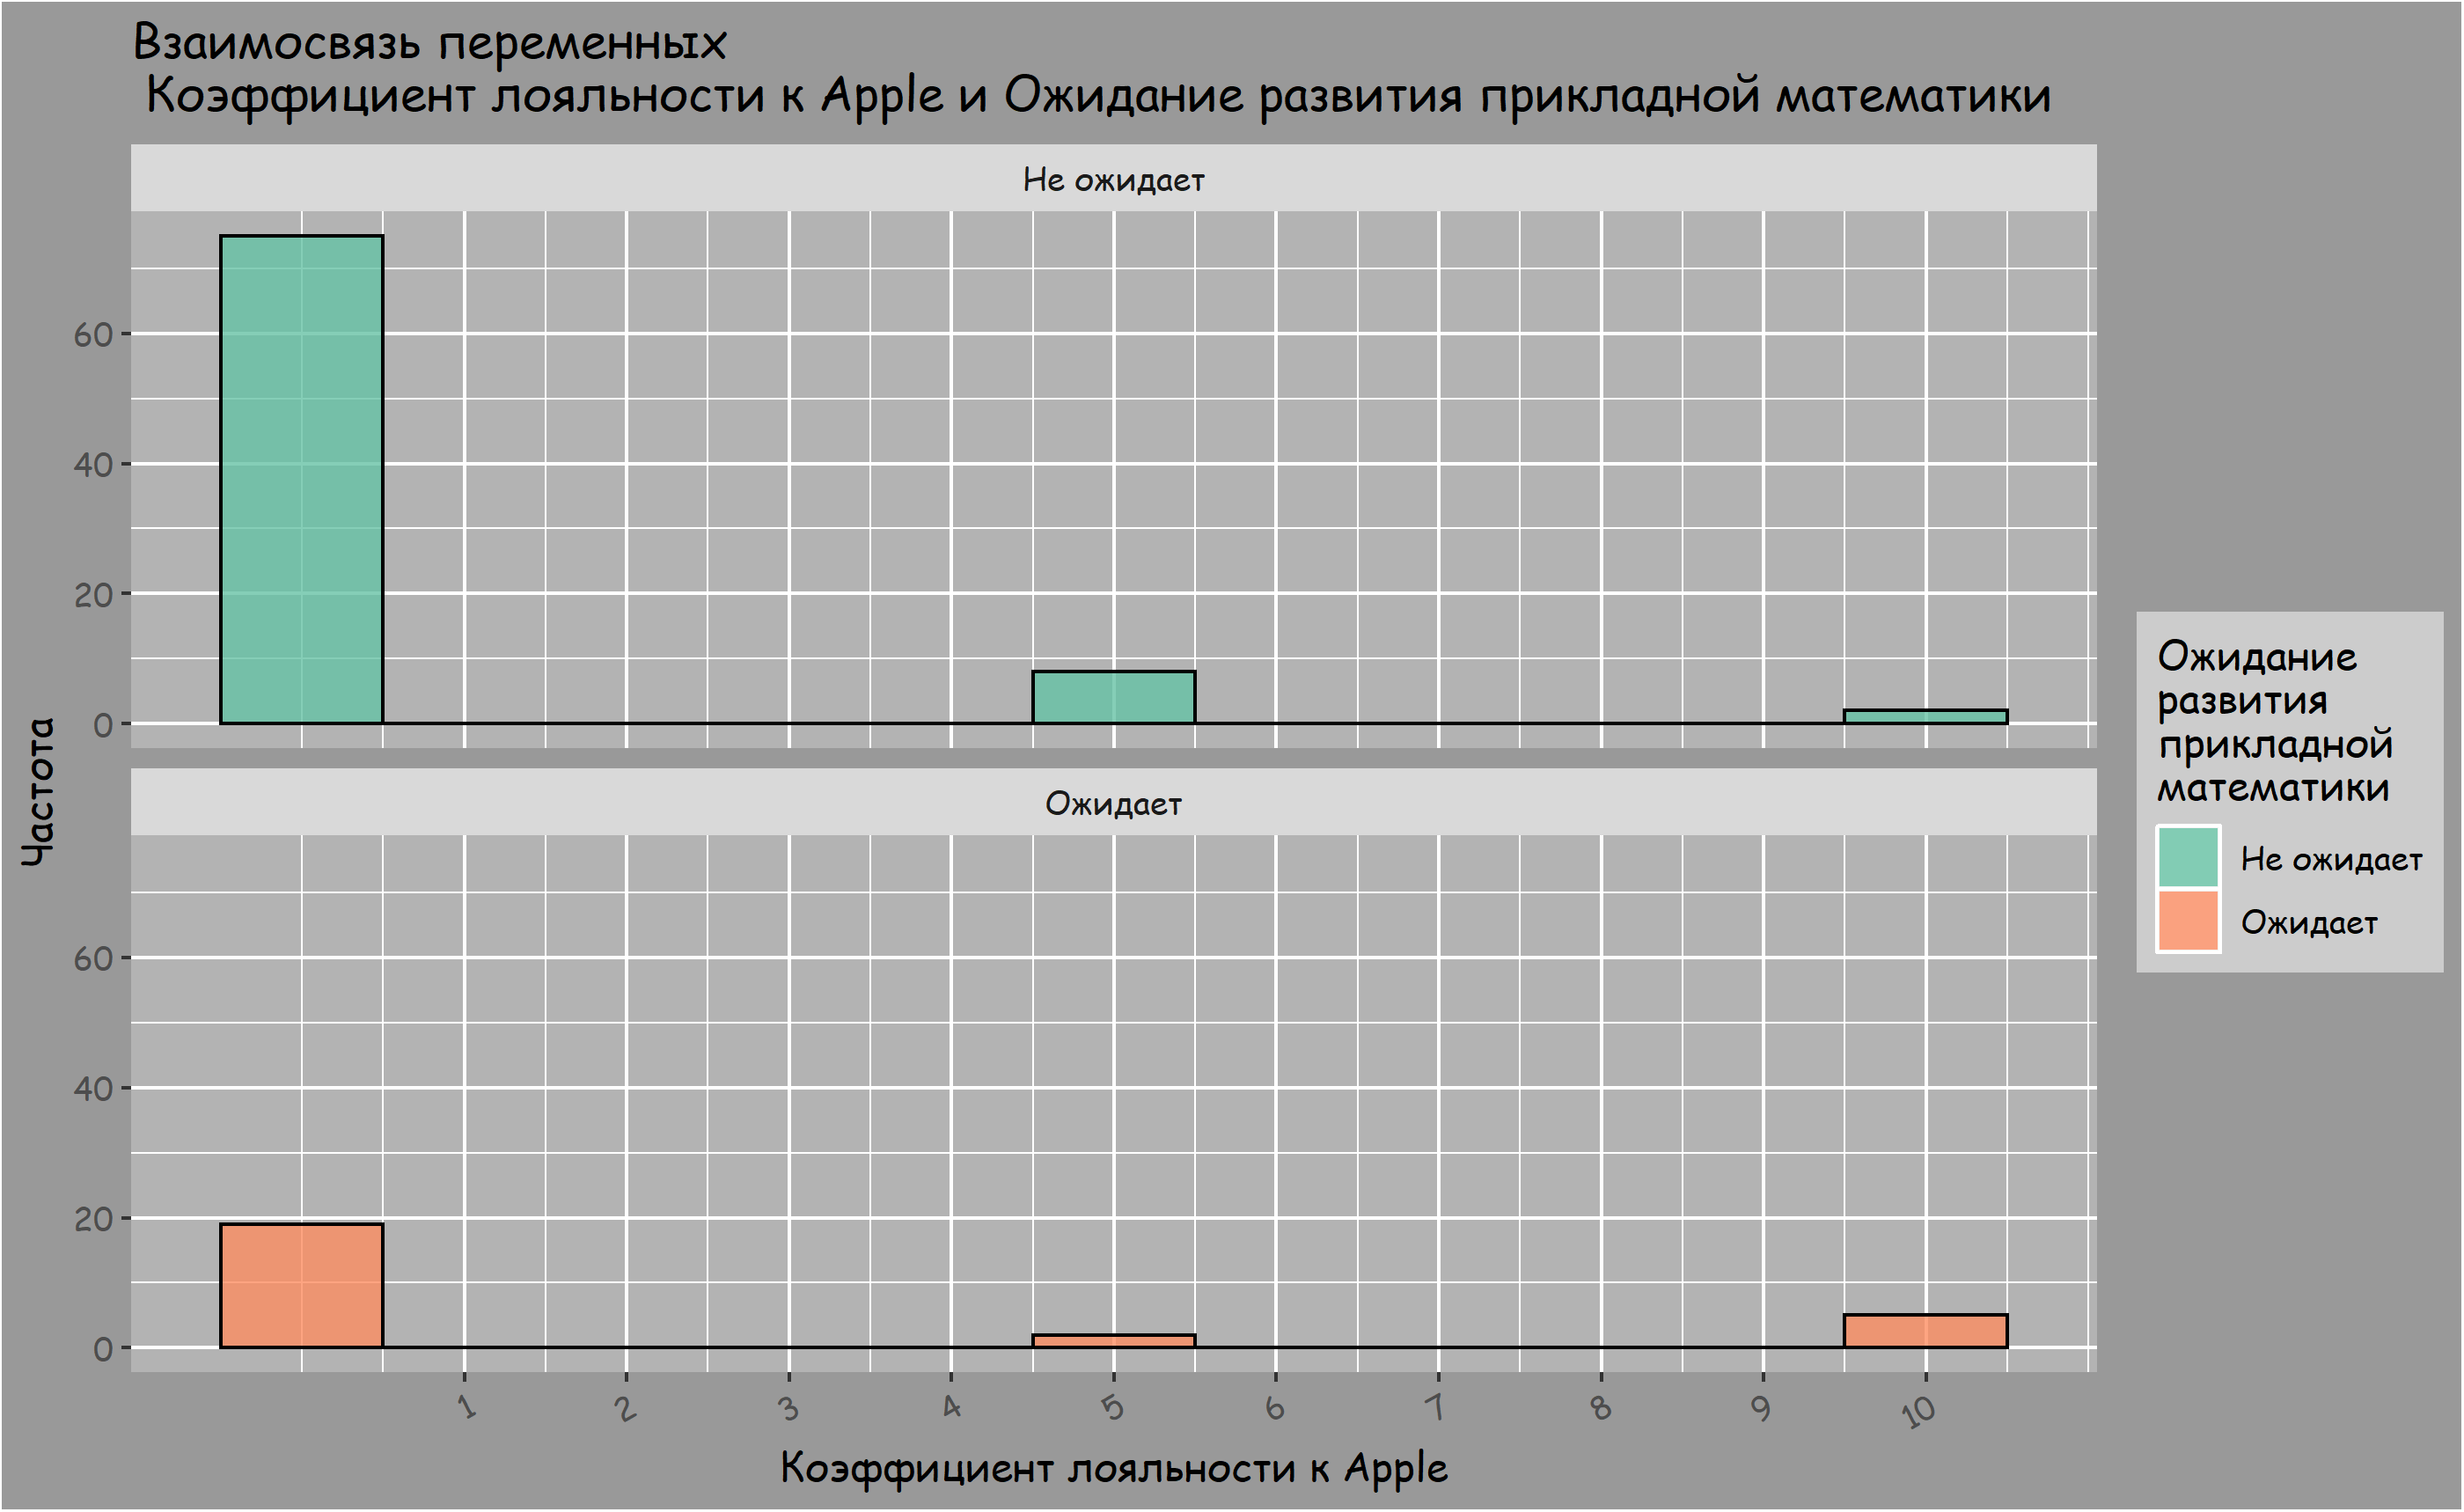 Взаимосвязь переменных
Коэффициент лояльности к Apple и Ожидание развития прикладной математики
Не ожидает
60
40
20
0
Ожидает
60
40
20
0
1 2 3 4 5 6 7 8 9 10
Коэффициент лояльности к Apple
Частота
Ожидание
развития
прикладной
математики
Не ожидает
Ожидает